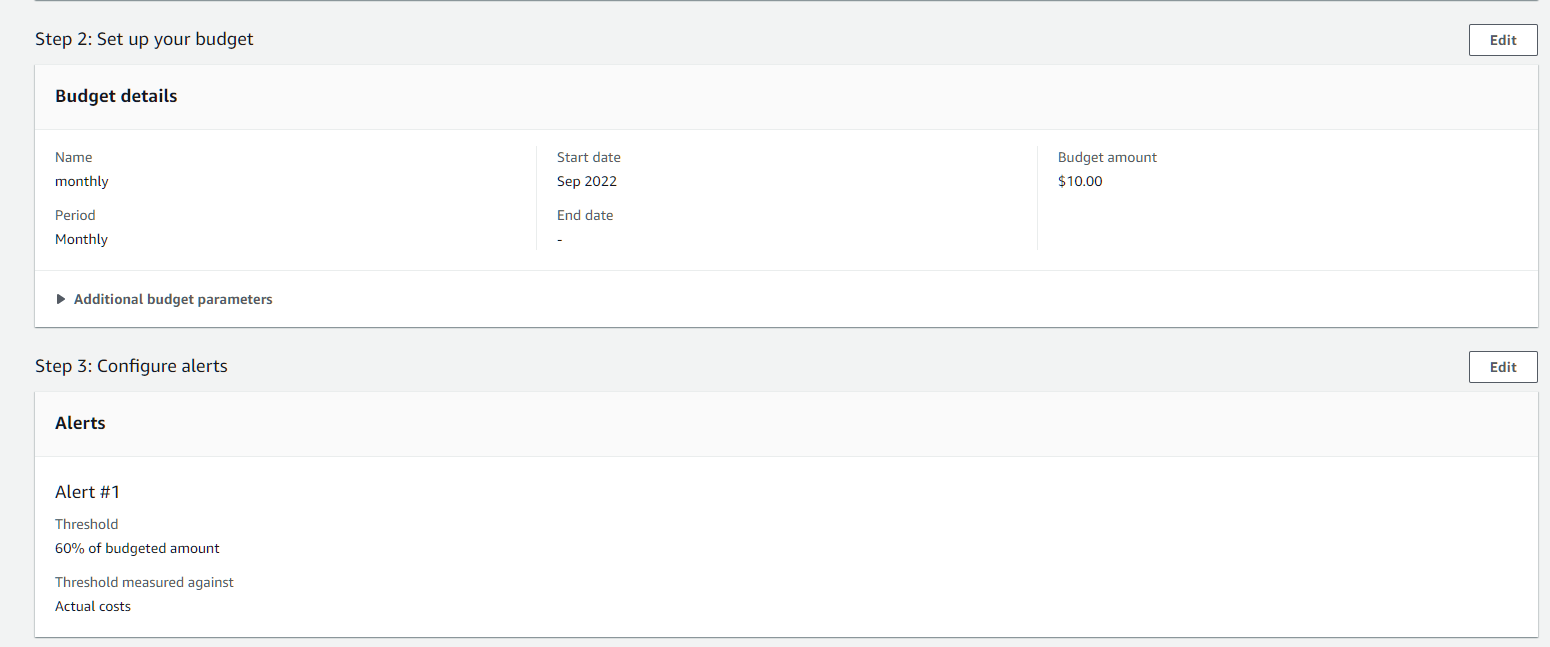 Step 2: Set up your budget
Edit
Budget details
Name
monthly
Period
Monthly
Start date
Sep 2022
End date
-
Budget amount
$10.00
Additional budget parameters
Step 3: Configure alerts
Edit
Alerts
Alert #1
Threshold
60% of budgeted amount
Threshold measured against
Actual costs